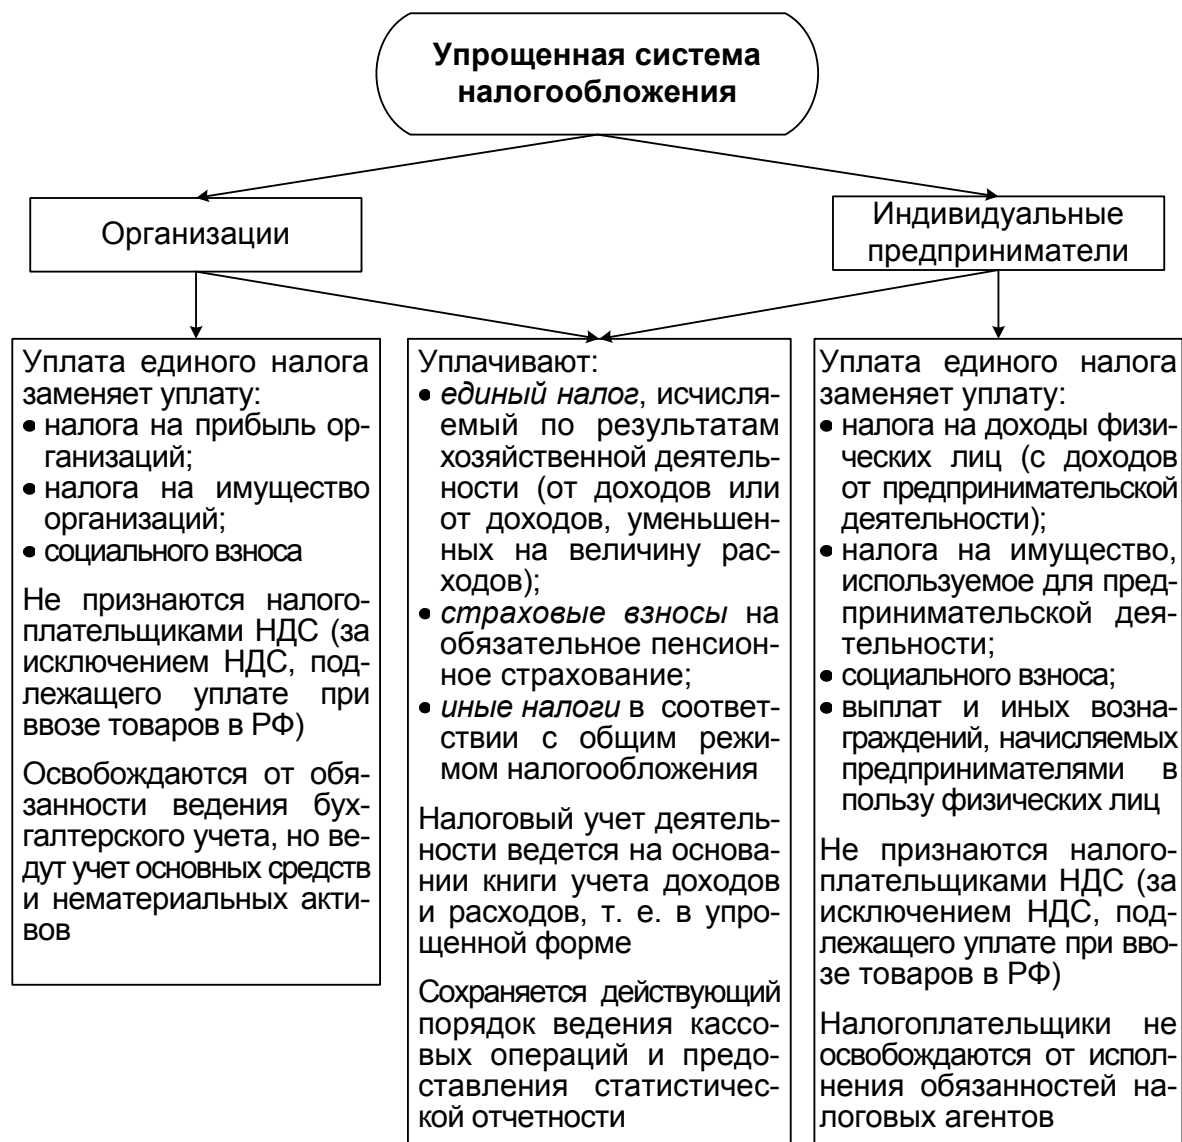 Упрощенная система
налогообложения
Организации
Индивидуальные
предприниматели
Уплата единого налога
заменяет уплату:
• налога на прибыль ор-
ганизаций;
• налога на имущество
организаций;
• социального взноса
Не признаются налого-
плательщиками НДС (за
исключением НДС, под-
лежащего уплате при
ввозе товаров в РФ)
Освобождаются от обя-
занности ведения бух-
галтерского учета, но ве-
дут учет основных средств
и нематериальных акти-
вов
Уплачивают:
• единый налог, исчисля-
емый по результатам
хозяйственной деятель-
ности (от доходов или
от доходов, уменьшен-
ных на величину рас-
ходов);
• страховые взносы на
обязательное пенсион-
ное страхование;
• иные налоги в соответ-
ствии с общим режи-
мом налогообложения
Налоговый учет деятель-
ности ведется на основа-
нии книги учета доходов
и расходов, т. е. в упро-
щенной форме
Сохраняется действующий
порядок ведения кассо-
вых операций и предо-
ставления статистичес-
кой отчетности
Уплата единого налога
заменяет уплату:
• налога на доходы физи-
ческих лиц (с доходов
от предпринимательской
деятельности);
• налога на имущество,
используемое для пред-
принимательской дея-
тельности;
• социального взноса;
• выплат и иных возна-
граждений, начисляемых
предпринимателями в
пользу физических лиц
Не признаются налого-
плательщиками НДС (за
исключением НДС, под-
лежащего уплате при вво-
зе товаров в РФ)
Налогоплательщики не
освобождаются от испол-
нения обязанностей на-
логовых агентов